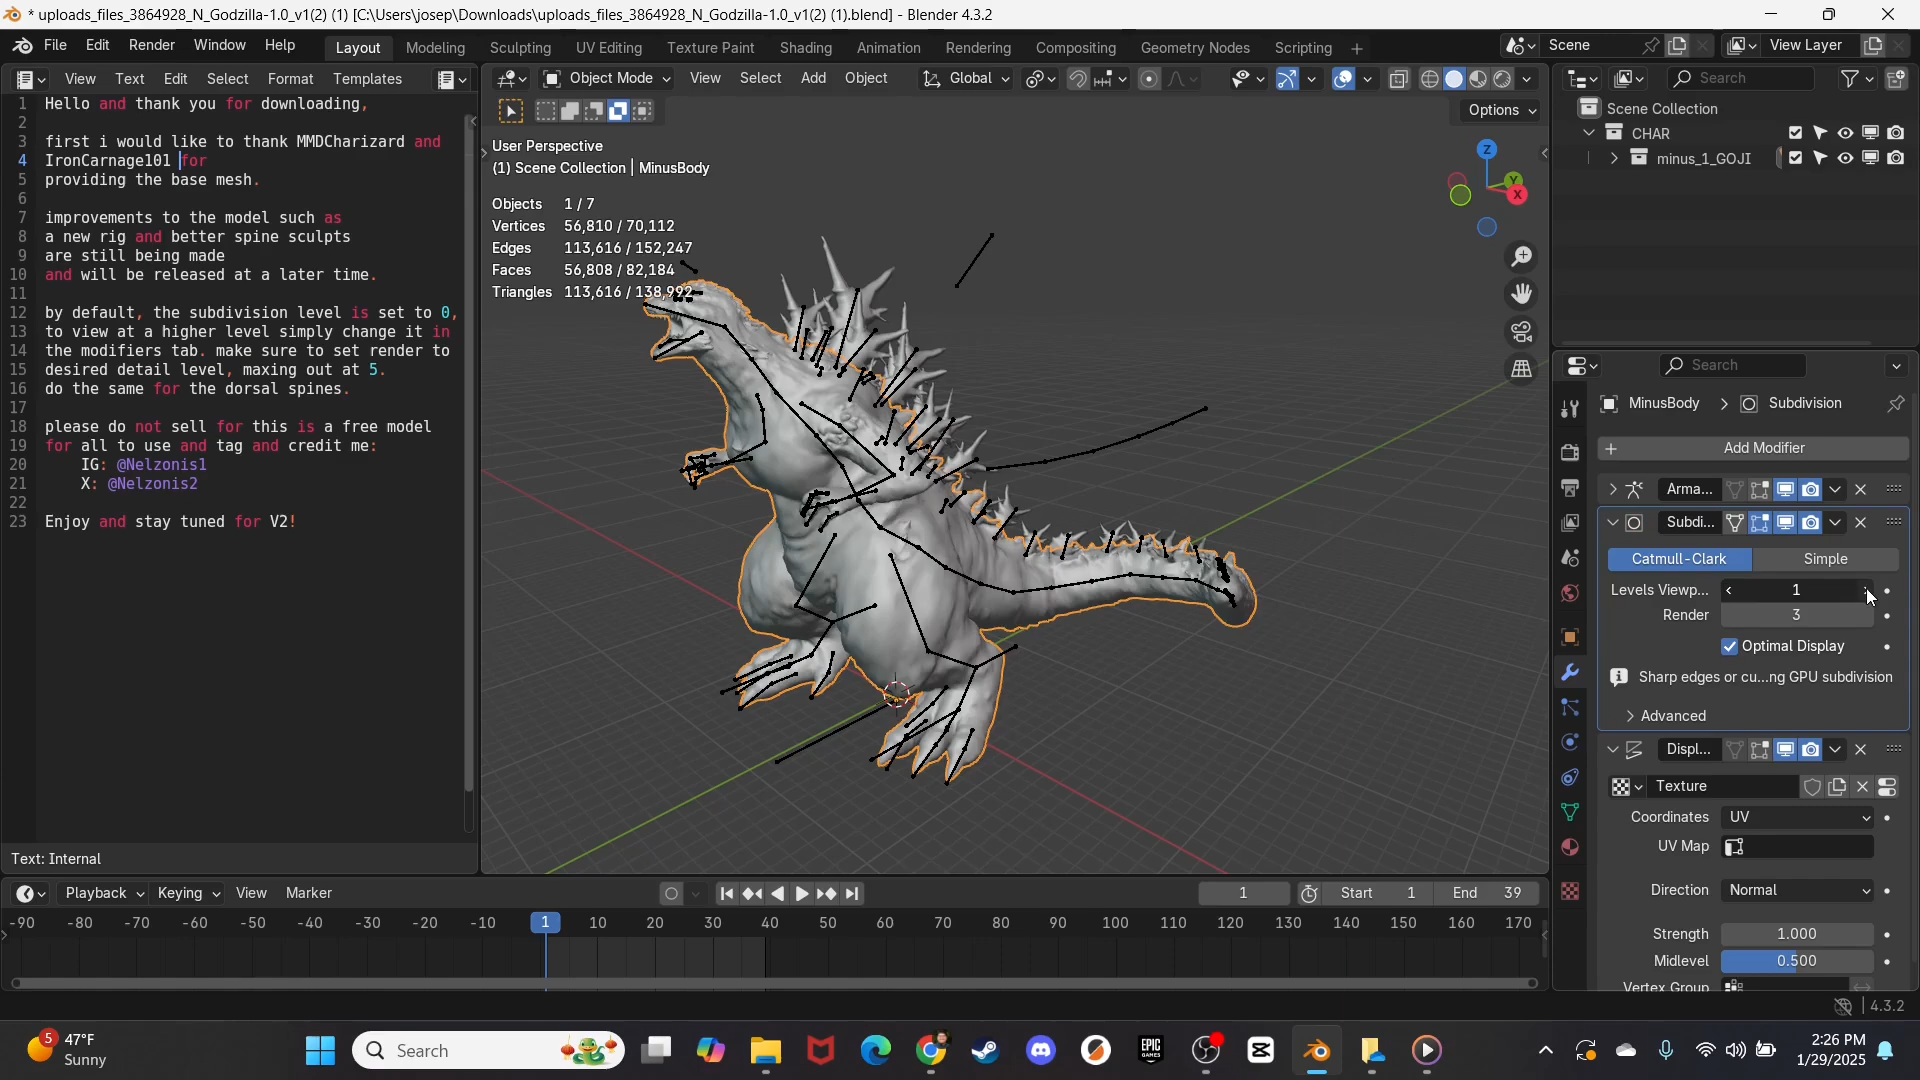 * uploads_files_3864928_N_Godzilla-1.0_v1(2) (1) [C:\Users\josep\Downloads\uploads_files_3864928_N_Godzilla-1.0_v1(2) (1).blend] - Blender 4.3.2
File Edit Render Window Help Layout Modeling Sculpting UV Editing Texture Paint Shading Animation Rendering Compositing Geometry Nodes Scripting + Scene View Layer
View Text Edit Select Format Templates
Object Mode View Select Add Object Global
Search
Options
1 Hello and thank you for downloading,
2
3 first i would like to thank MMDCharizard and
4 IronCarnage101 for
5 providing the base mesh.
6
7 improvements to the model such as
8 a new rig and better spine sculpts
9 are still being made
10 and will be released at a later time.
11
12 by default, the subdivision level is set to 0,
13 to view at a higher level simply change it in
14 the modifiers tab. make sure to set render to
15 desired detail level, maxing out at 5.
16 do the same for the dorsal spines.
17
18 please do not sell for this is a free model
19 for all to use and tag and credit me:
20 IG: @Nelzonis1
21 X: @Nelzonis2
22
23 Enjoy and stay tuned for V2!
Text: Internal
User Perspective
(1) Scene Collection | MinusBody
Objects 1 / 7
Vertices 56,810 / 70,112
Edges 113,616 / 152,247
Faces 56,808 / 82,184
Triangles 113,616 / 138,992
Z
Y
X
Scene Collection
CHAR
minus_1_GOJI
Search
MinusBody > Subdivision
+ Add Modifier
Arma...
Subdi...
Catmull-Clark Simple
Levels Viewp... 1
Render 3
Optimal Display
Sharp edges or cu...ng GPU subdivision
Advanced
Displ...
Texture
Coordinates UV
UV Map
Direction Normal
Strength 1.000
Midlevel 0.500
Vertex Group
Playback Keying View Marker
1 Start 1 End 39
-90 -80 -70 -60 -50 -40 -30 -20 -10 1 10 20 30 40 50 60 70 80 90 100 110 120 130 140 150 160 170
4.3.2
5 47°F
Sunny
Search
EPIC GAMES
2:26 PM
1/29/2025